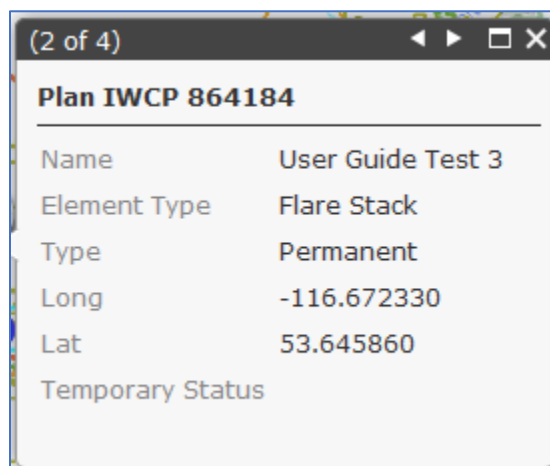 (2 of 4)
Plan IWCP 864184
Name User Guide Test 3
Element Type Flare Stack
Type Permanent
Long -116.672330
Lat 53.645860
Temporary Status